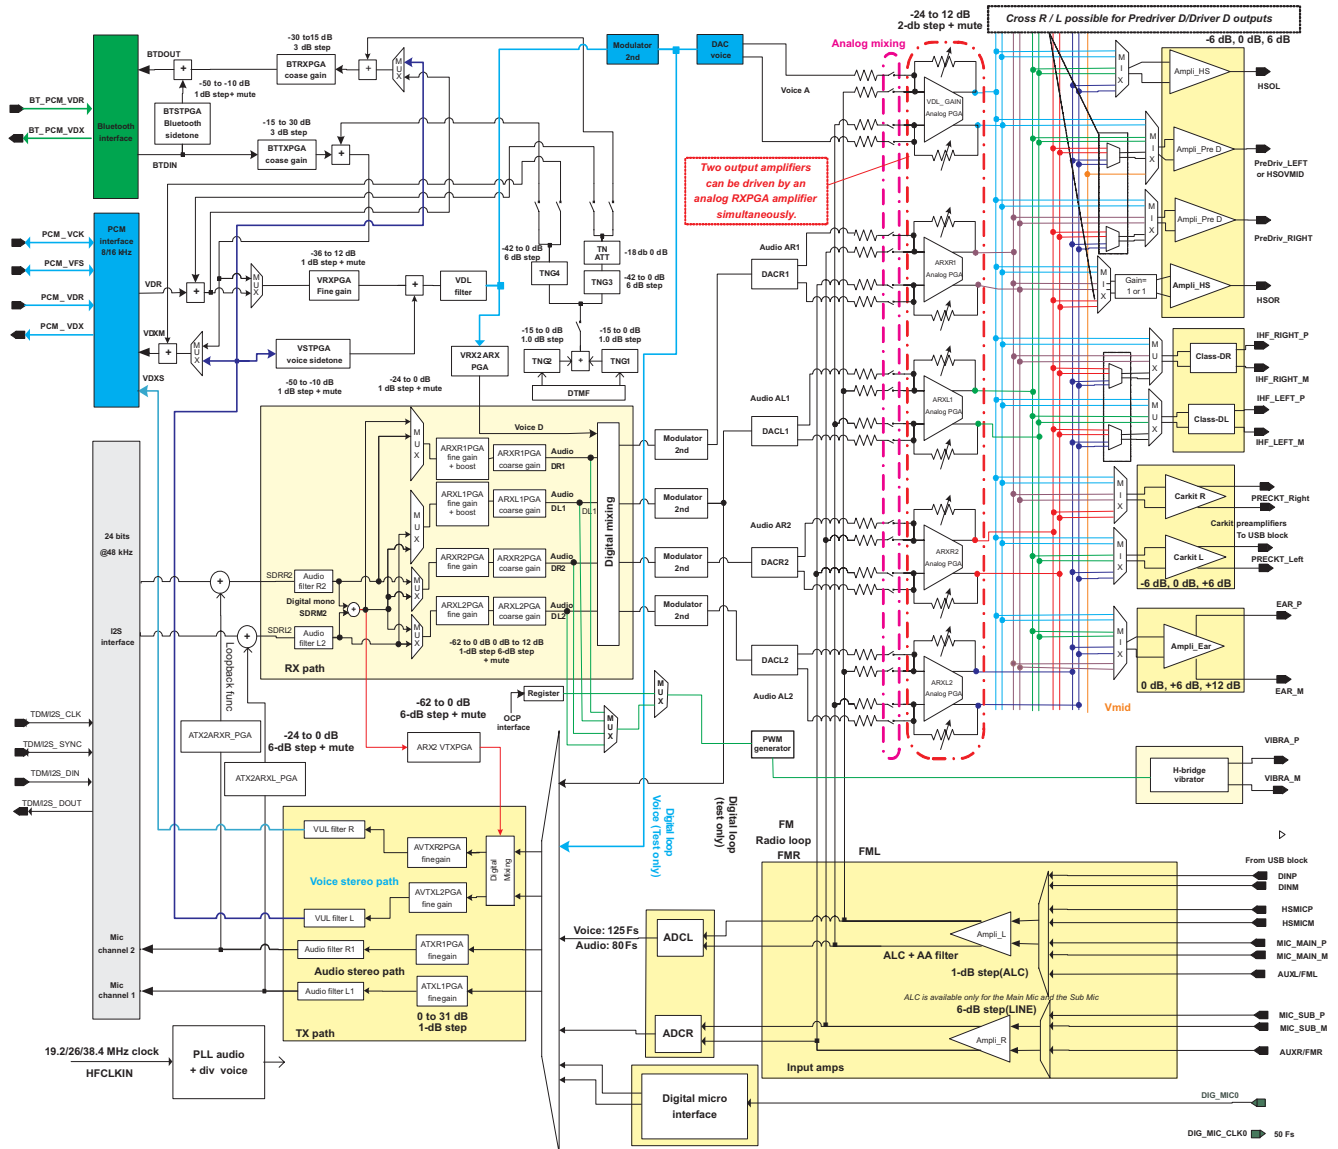 -24 to 12 dB
2-db step + mute
Cross R / L possible for Predriver D/Driver D outputs
-6 dB, 0 dB, 6 dB
Analog mixing
-30 to15 dB
3 dB step
BTDOUT
BTRXPGA
coase gain
+
+
M
U
X
Modulator
2nd
DAC
voice
Voice A
VDL_GAIN
Analog PGA
M
I
X
Ampli_HS
HSOL
-50 to -10 dB
1 dB step+ mute
BT_PCM_VDR
BT_PCM_VDX
Bluetooth
interface
BTSTPGA
Bluetooth
sidetone
-15 to 30 dB
3 dB step
BTTXPGA
coase gain
+
BTDIN
M
I
X
Ampli_Pre D
PreDriv_LEFT
or HSOVMID
Two output amplifiers
can be driven by an
analog RXPGA amplifier
simultaneously.
M
I
X
Ampli_Pre D
PreDriv_RIGHT
PCM_VCK
PCM_VFS
PCM_ VDR
PCM_ VDX
PCM
interface
8/16 kHz
VDR
+
M
U
X
-36 to 12 dB
1 dB step + mute
VRXPGA
Fine gain
+
VDL
filter
-42 to 0 dB
6 dB step
TNG4
TN
ATT
-18 db 0 dB
TNG3
-42 to 0 dB
6 dB step
Audio AR1
DACR1
ARXR1
Analog PGA
M
I
X
Gain=
1 or 1
Ampli_HS
HSOR
VDXM
+
M
U
X
VSTPGA
voice sidetone
VRX2 ARX
PGA
-15 to 0 dB
1.0 dB step
-15 to 0 dB
1.0 dB step
TNG2
+
TNG1
DTMF
VDXS
-50 to -10 dB
1 dB step + mute
-24 to 0 dB
1 dB step + mute
Audio AL1
DACL1
ARXL1
Analog PGA
M
U
X
Class-DR
IHF_RIGHT_P
IHF_RIGHT_M
M
U
X
Class-DL
IHF_LEFT_P
IHF_LEFT_M
Voice D
M
U
X
ARXR1PGA
fine gain
+ boost
ARXR1PGA
coarse gain
Audio
DR1
Modulator
2nd
M
U
X
ARXL1PGA
fine gain
+ boost
ARXL1PGA
coarse gain
Audio
DL1
DL1
Digital mixing
Modulator
2nd
M
I
X
Carkit R
PRECKT_Right
Carkit preamplifiers
To USB block
24 bits
@48 kHz
I2S
interface
SDRR2
+
Audio
filter R2
Digital mono
SDRM2
+
M
U
X
ARXR2PGA
fine gain
ARXR2PGA
coarse gain
Audio
DR2
Modulator
2nd
Audio AR2
DACR2
ARXR2
Analog PGA
M
I
X
Carkit L
PRECKT_Left
-6 dB, 0 dB, +6 dB
SDRL2
+
Audio
filter L2
M
U
X
ARXL2PGA
fine gain
ARXL2PGA
coarse gain
Audio
DL2
Modulator
2nd
-62 to 0 dB 0 dB to 12 dB
1-dB step 6-dB step
+ mute
RX path
Loopback func
DACL2
Audio AL2
ARXL2
Analog PGA
M
I
X
Ampli_Ear
EAR_P
EAR_M
0 dB, +6 dB, +12 dB
OCP
interface
Register
M
U
X
M
U
X
-62 to 0 dB
6-dB step + mute
Vmid
TDM/I2S_CLK
TDM/I2S_SYNC
TDM/I2S_DIN
TDM/I2S_ DOUT
ATX2ARXR_PGA
-24 to 0 dB
6-dB step + mute
ATX2ARXL_PGA
ARX2 VTXPGA
PWM
generator
H-bridge
vibrator
VIBRA_P
VIBRA_M
Digital loop
Voice (Test only)
Digital loop
(test only)
FM
Radio loop
FMR
FML
VUL filter R
AVTXR2PGA
finegain
Digital
Mixing
Voice stereo path
AVTXL2PGA
fine gain
VUL filter L
From USB block
DINP
DINM
HSMICP
HSMICM
MIC_MAIN_P
MIC_MAIN_M
AUXL/FML
Mic
channel 2
Audio filter R1
ATXR1PGA
finegain
Voice: 125 Fs
Audio: 80 Fs
ADCL
Ampli_L
ALC + AA filter
1-dB step(ALC)
Audio stereo path
Mic
channel 1
Audio filter L1
ATXL1PGA
finegain
0 to 31 dB
1-dB step
TX path
ALC is available only for the Main Mic and the Sub Mic
6-dB step(LINE)
ADCR
Ampli_R
Input amps
MIC_SUB_P
MIC_SUB_M
AUXR/FMR
19.2/26/38.4 MHz clock
HFCLKIN
PLL audio
+ div voice
Digital micro
interface
DIG_MIC0
DIG_MIC_CLK0
50 Fs